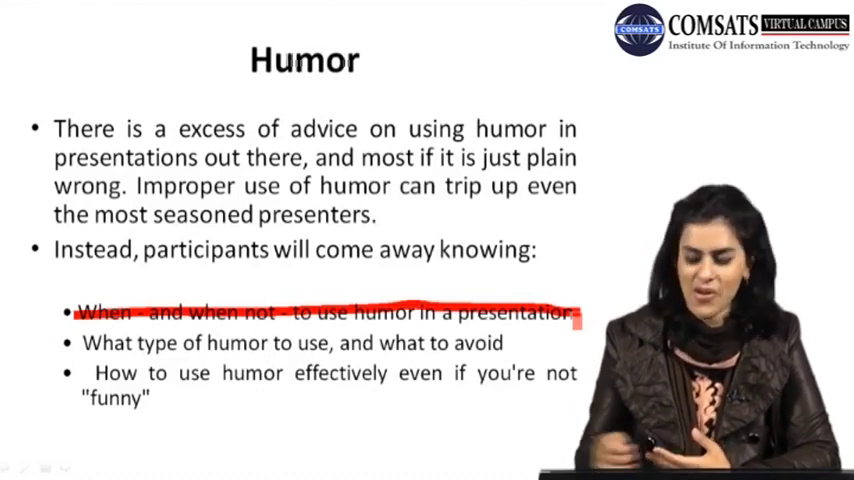 COMSATS VIRTUAL CAMPUS
COMSATS
Institute Of Information Technology
Humor
• There is a excess of advice on using humor in
presentations out there, and most if it is just plain
wrong. Improper use of humor can trip up even
the most seasoned presenters.
• Instead, participants will come away knowing:
• When - and when not - to use humor in a presentation
• What type of humor to use, and what to avoid
• How to use humor effectively even if you're not
"funny"